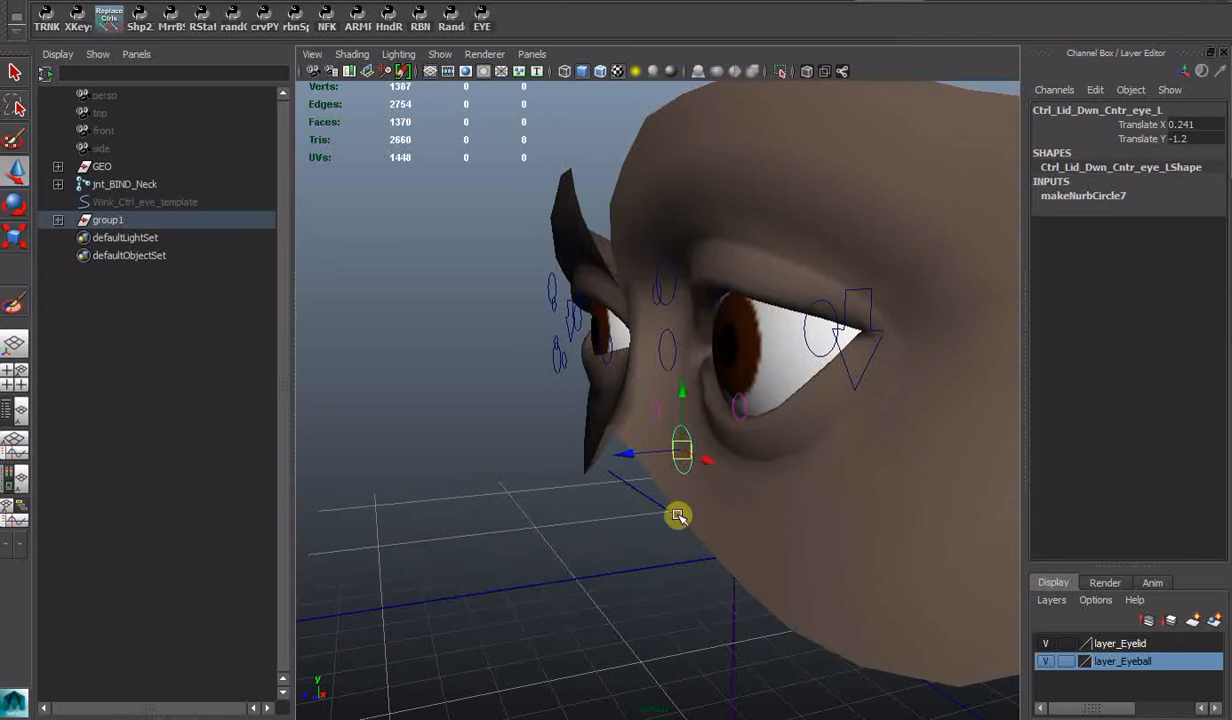 Replace Ctrls
TRNK XKey: Shp2. MrrBS RSta randC crvPY rbnSp NFK ARMF HndR RBN Rand EYE
Display Show Panels
View Shading Lighting Show Renderer Panels
Channel Box / Layer Editor
Channels Edit Object Show
persp
top
front
side
GEO
jnt_BIND_Neck
Wink_Ctrl_eye_template
group1
defaultLightSet
defaultObjectSet
Verts: 1387 0 0
Edges: 2754 0 0
Faces: 1370 0 0
Tris: 2660 0 0
UVs: 1448 0 0
Ctrl_Lid_Dwn_Cntr_eye_L
Translate X 0.241
Translate Y -1.2
SHAPES
Ctrl_Lid_Dwn_Cntr_eye_LShape
INPUTS
makeNurbCircle7
Display Render Anim
Layers Options Help
V layer_Eyelid
V layer_Eyeball
y
z x